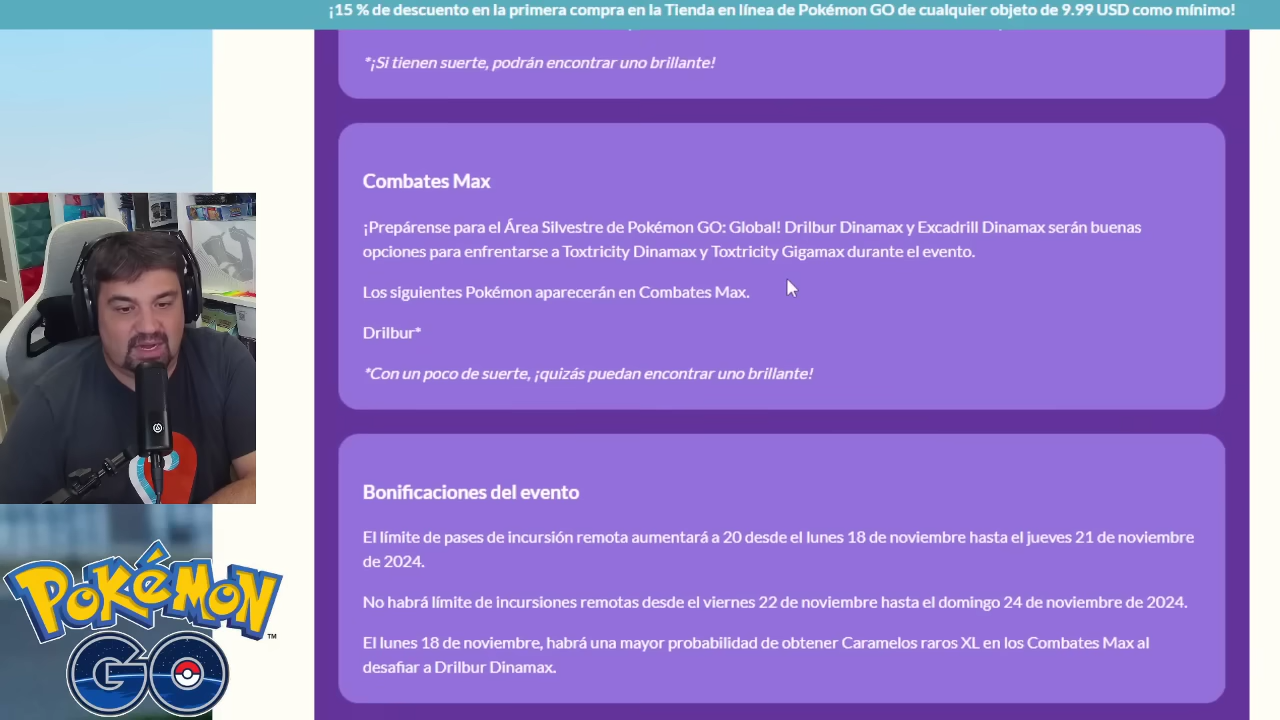 ¡15 % de descuento en la primera compra en la Tienda en línea de Pokémon GO de cualquier objeto de 9.99 USD como mínimo!
*¡Si tienen suerte, podrán encontrar uno brillante!
Combates Max
¡Prepárense para el Área Silvestre de Pokémon GO: Global! Drilbur Dinamax y Excadrill Dinamax serán buenas
opciones para enfrentarse a Toxtricity Dinamax y Toxtricity Gigamax durante el evento.
Los siguientes Pokémon aparecerán en Combates Max.
Drilbur*
*Con un poco de suerte, ¡quizás puedan encontrar uno brillante!
Bonificaciones del evento
El límite de pases de incursión remota aumentará a 20 desde el lunes 18 de noviembre hasta el jueves 21 de noviembre
de 2024.
No habrá límite de incursiones remotas desde el viernes 22 de noviembre hasta el domingo 24 de noviembre de 2024.
El lunes 18 de noviembre, habrá una mayor probabilidad de obtener Caramelos raros XL en los Combates Max al
desafiar a Drilbur Dinamax.
POKÉMON
GO
TM